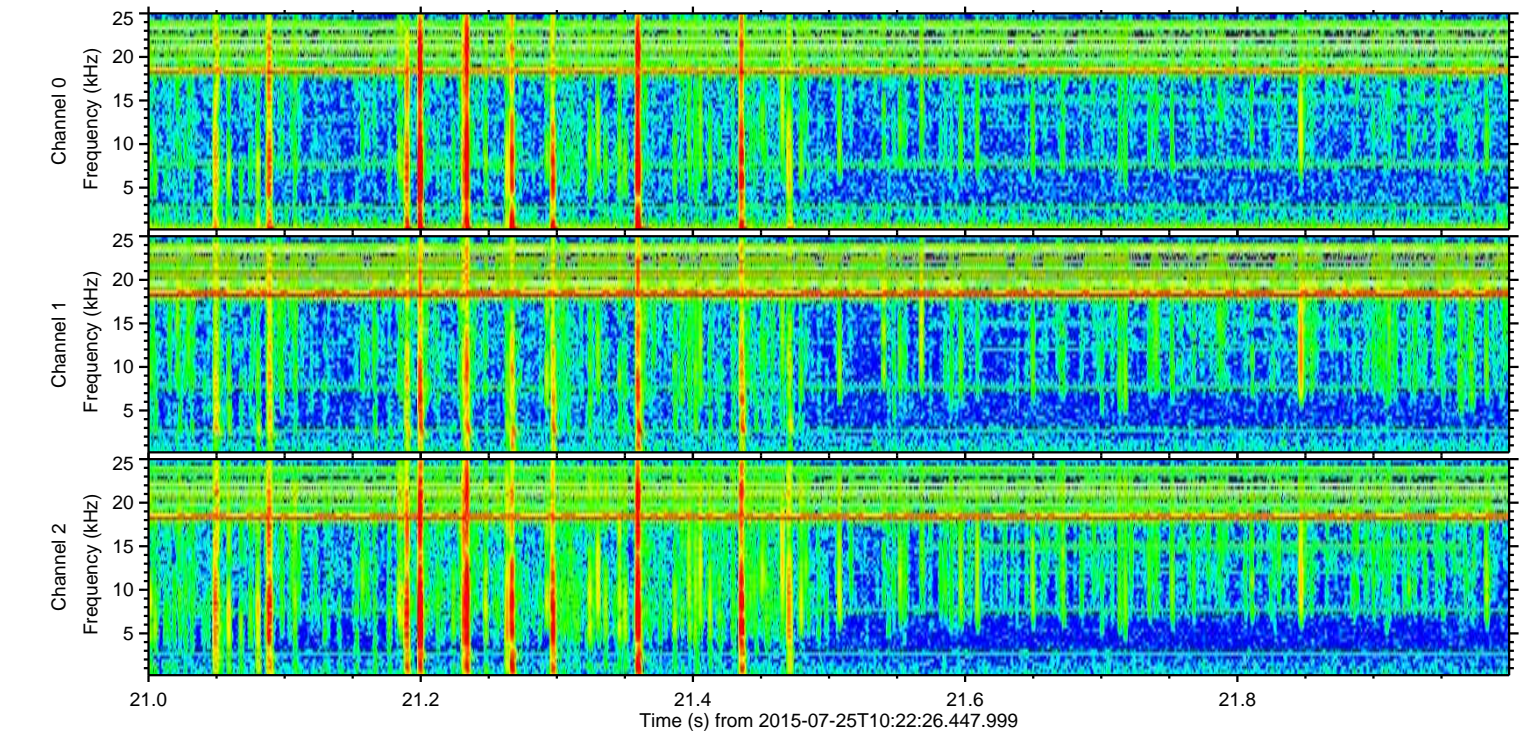 25
20
15
10
5
Channel 0
Frequency (kHz)
25
20
15
10
5
Channel 1
Frequency (kHz)
25
20
15
10
5
Channel 2
Frequency (kHz)
21.0 21.2 21.4 21.6 21.8
Time (s) from 2015-07-25T10:22:26.447.999